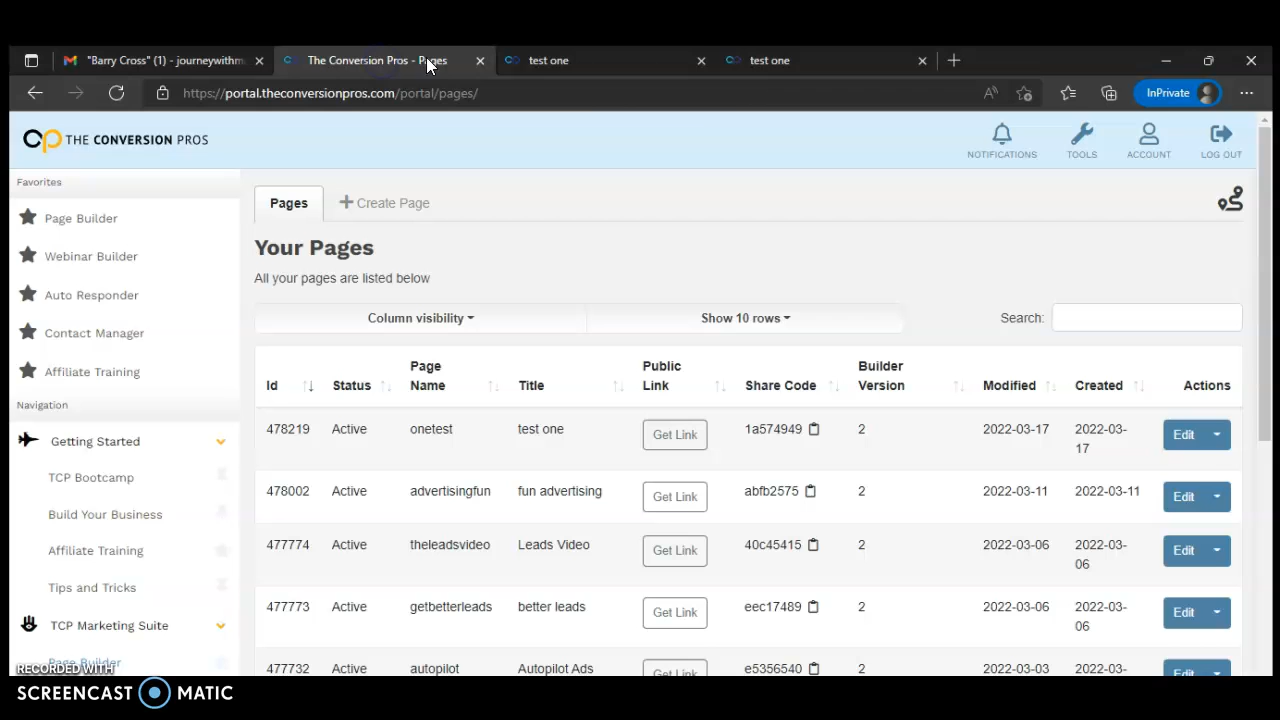 "Barry Cross" (1) - journeywithm
The Conversion Pros - Pages
test one
test one
https://portal.theconversionpros.com/portal/pages/
InPrivate
THE CONVERSION PROS
NOTIFICATIONS
TOOLS
ACCOUNT
LOG OUT
Favorites
Page Builder
Webinar Builder
Auto Responder
Contact Manager
Affiliate Training
Navigation
Getting Started
TCP Bootcamp
Build Your Business
Affiliate Training
Tips and Tricks
TCP Marketing Suite
Page Builder
Pages
Create Page
Your Pages
All your pages are listed below
Column visibility
Show 10 rows
Search:
Id Status Page Name Title Public Link Share Code Builder Version Modified Created Actions
478219 Active onetest test one Get Link 1a574949 2 2022-03-17 2022-03-17 Edit
478002 Active advertisingfun fun advertising Get Link abfb2575 2 2022-03-11 2022-03-11 Edit
477774 Active theleadsvideo Leads Video Get Link 40c45415 2 2022-03-06 2022-03-06 Edit
477773 Active getbetterleads better leads Get Link eec17489 2 2022-03-06 2022-03-06 Edit
477732 Active autopilot Autopilot Ads Get Link e5356540 2 2022-03-03 2022-03- Edit
RECORDED WITH
SCREENCAST MATIC